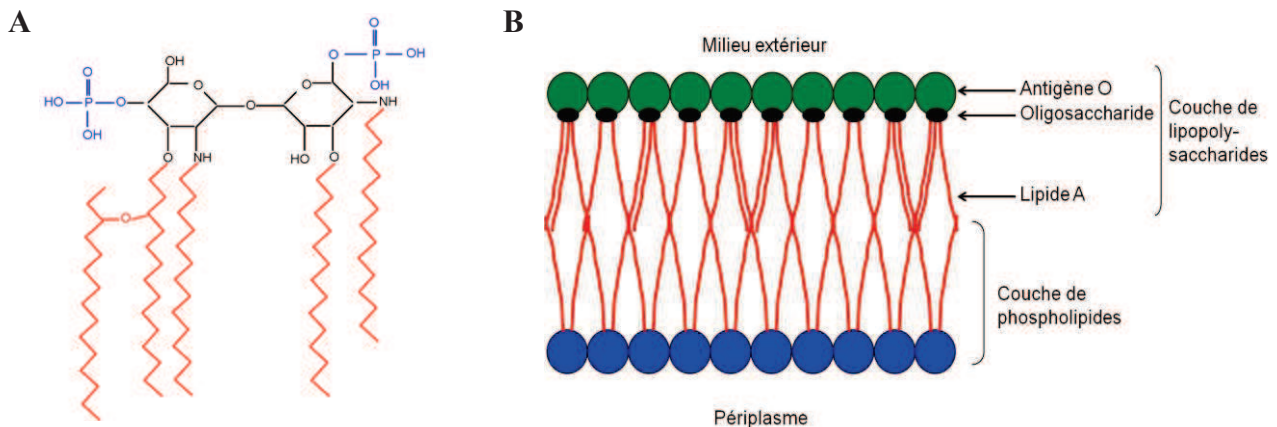 A
B
OH
O
HO
P
O
OH
O
O
O
O
O
P
OH
OH
NH
O
NH
HO
O
O
Milieu extérieur
Antigène O
Oligosaccharide
Couche de
lipopoly-
saccharides
Lipide A
Couche de
phospholipides
Périplasme